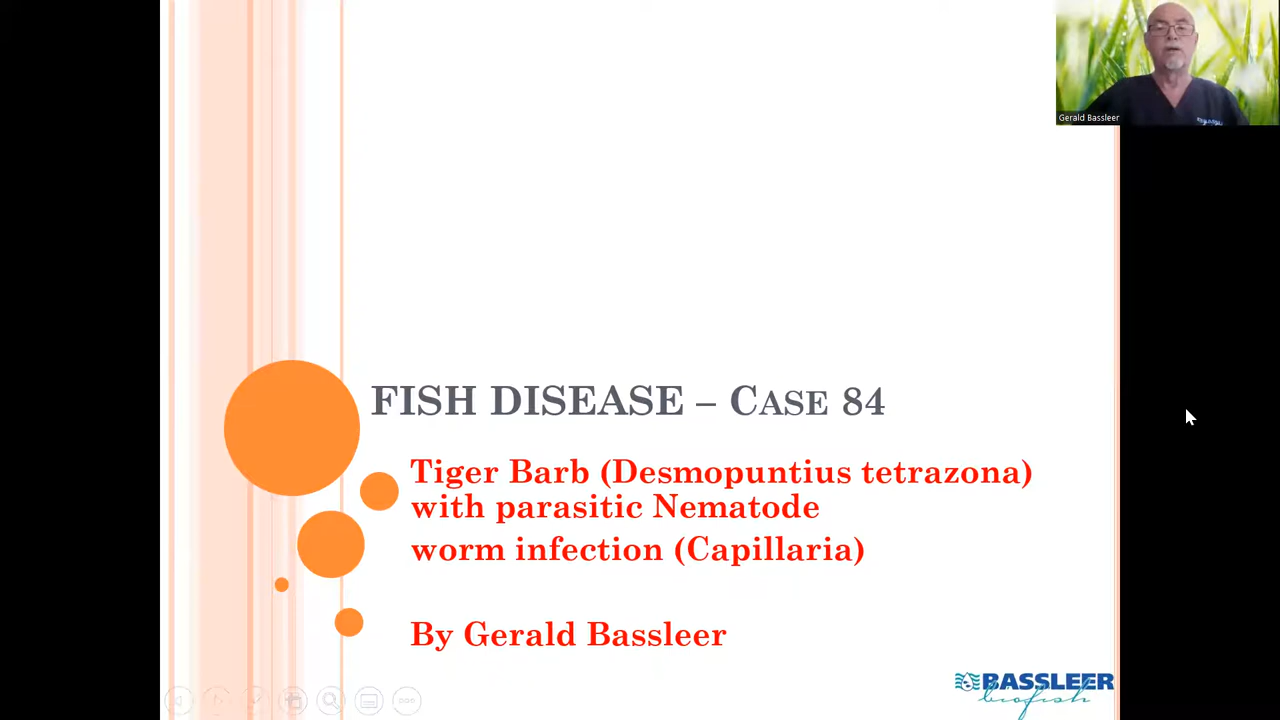 Gerald Bassleer
FISH DISEASE – CASE 84
Tiger Barb (Desmopuntius tetrazona)
with parasitic Nematode
worm infection (Capillaria)
By Gerald Bassleer
BASSLEER
biofish